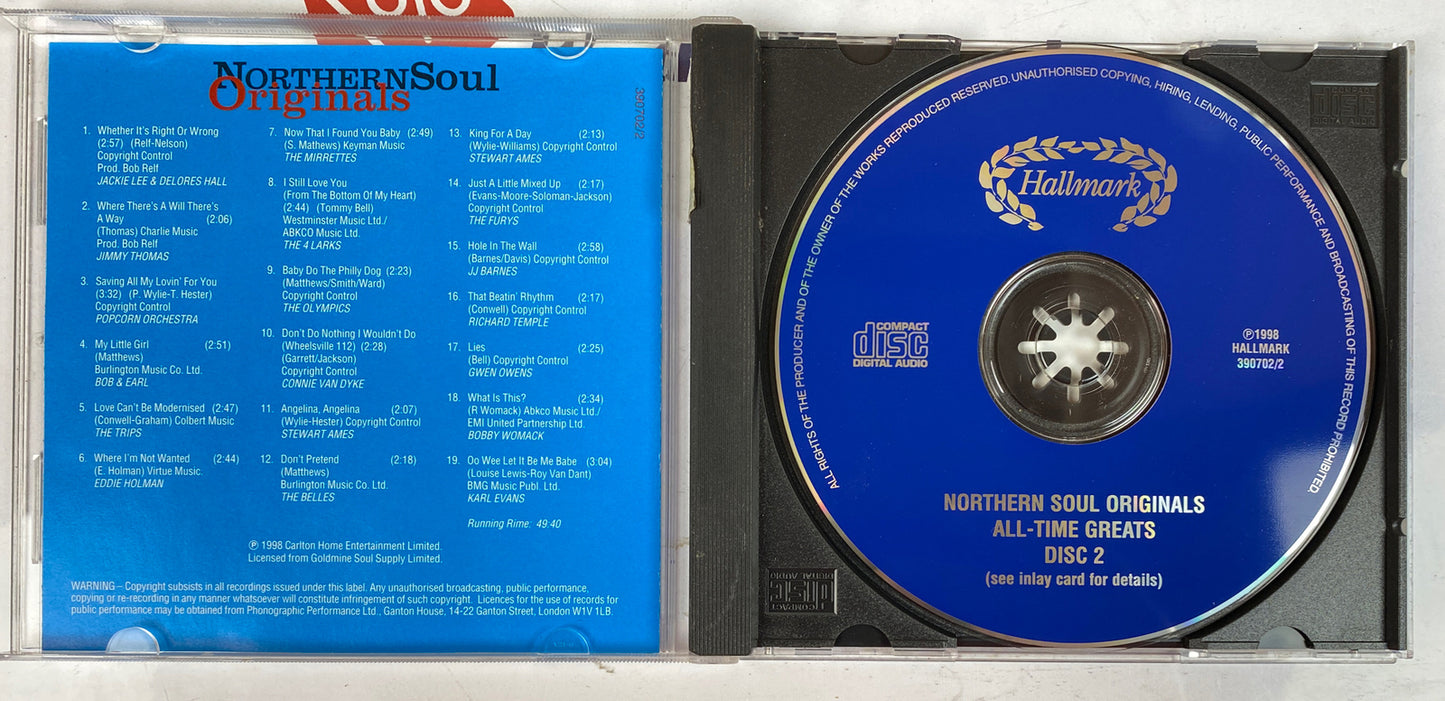 NORTHERN Soul
Originals
390702/2
1. Whether It's Right Or Wrong
(2:57) (Relf-Nelson)
Copyright Control
Prod. Bob Relf
JACKIE LEE & DELORES HALL
2. Where There's A Will There's
A Way (2:06)
(Thomas) Charlie Music
Prod. Bob Relf
JIMMY THOMAS
3. Saving All My Lovin' For You
(3:32) (P. Wylie-T. Hester)
Copyright Control
POPCORN ORCHESTRA
4. My Little Girl (2:51)
(Matthews)
Burlington Music Co. Ltd.
BOB & EARL
5. Love Can't Be Modernised (2:47)
(Conwell-Graham) Colbert Music
THE TRIPS
6. Where I'm Not Wanted (2:44)
(E. Holman) Virtue Music.
EDDIE HOLMAN
7. Now That I Found You Baby (2:49)
(S. Mathews) Keyman Music
THE MIRRETTES
8. I Still Love You
(From The Bottom Of My Heart)
(2:44) (Tommy Bell)
Westminster Music Ltd./
ABKCO Music Ltd.
THE 4 LARKS
9. Baby Do The Philly Dog (2:23)
(Matthews/Smith/Ward)
Copyright Control
THE OLYMPICS
10. Don't Do Nothing I Wouldn't Do
(Wheelsville 112) (2:28)
(Garrett/Jackson)
Copyright Control
CONNIE VAN DYKE
11. Angelina, Angelina (2:07)
(Wylie-Hester) Copyright Control
STEWART AMES
12. Don't Pretend (2:18)
(Matthews)
Burlington Music Co. Ltd.
THE BELLES
13. King For A Day (2:13)
(Wylie-Williams) Copyright Control
STEWART AMES
14. Just A Little Mixed Up (2:17)
(Evans-Moore-Soloman-Jackson)
Copyright Control
THE FURYS
15. Hole In The Wall (2:58)
(Barnes/Davis) Copyright Control
JJ BARNES
16. That Beatin' Rhythm (2:17)
(Conwell) Copyright Control
RICHARD TEMPLE
17. Lies (2:25)
(Bell) Copyright Control
GWEN OWENS
18. What Is This? (2:34)
(R Womack) Abkco Music Ltd./
EMI United Partnership Ltd.
BOBBY WOMACK
19. Oo Wee Let It Be Me Babe (3:04)
(Louise Lewis-Roy Van Dant)
BMG Music Publ. Ltd.
KARL EVANS
Running Rime: 49:40
℗ 1998 Carlton Home Entertainment Limited.
Licensed from Goldmine Soul Supply Limited.
WARNING – Copyright subsists in all recordings issued under this label. Any unauthorised broadcasting, public performance,
copying or re-recording in any manner whatsoever will constitute infringement of such copyright. Licences for the use of records for
public performance may be obtained from Phonographic Performance Ltd., Ganton House, 14-22 Ganton Street, London W1V 1LB.
ALL RIGHTS OF THE PRODUCER AND OF THE OWNER OF THE WORKS REPRODUCED RESERVED. UNAUTHORISED COPYING, HIRING, LENDING, PUBLIC PERFORMANCE AND BROADCASTING OF THIS RECORD PROHIBITED.
Hallmark
COMPACT
disc
DIGITAL AUDIO
℗1998
HALLMARK
390702/2
NORTHERN SOUL ORIGINALS
ALL-TIME GREATS
DISC 2
(see inlay card for details)
COMPACT
disc
DIGITAL AUDIO
COMPACT
disc
DIGITAL AUDIO